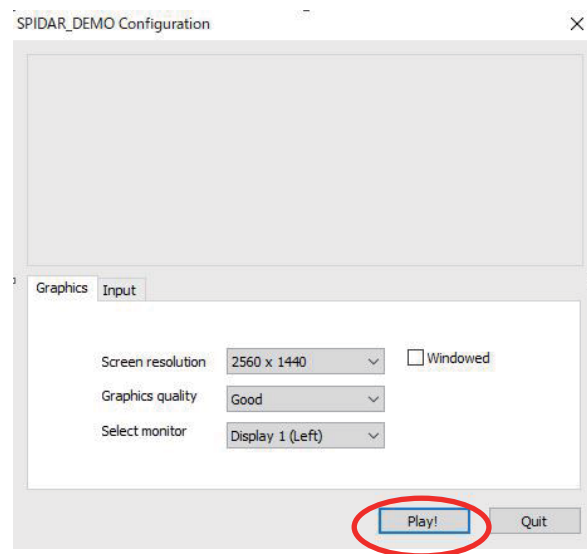 SPIDAR_DEMO Configuration
Graphics Input
Screen resolution 2560 x 1440 Windowed
Graphics quality Good
Select monitor Display 1 (Left)
Play! Quit